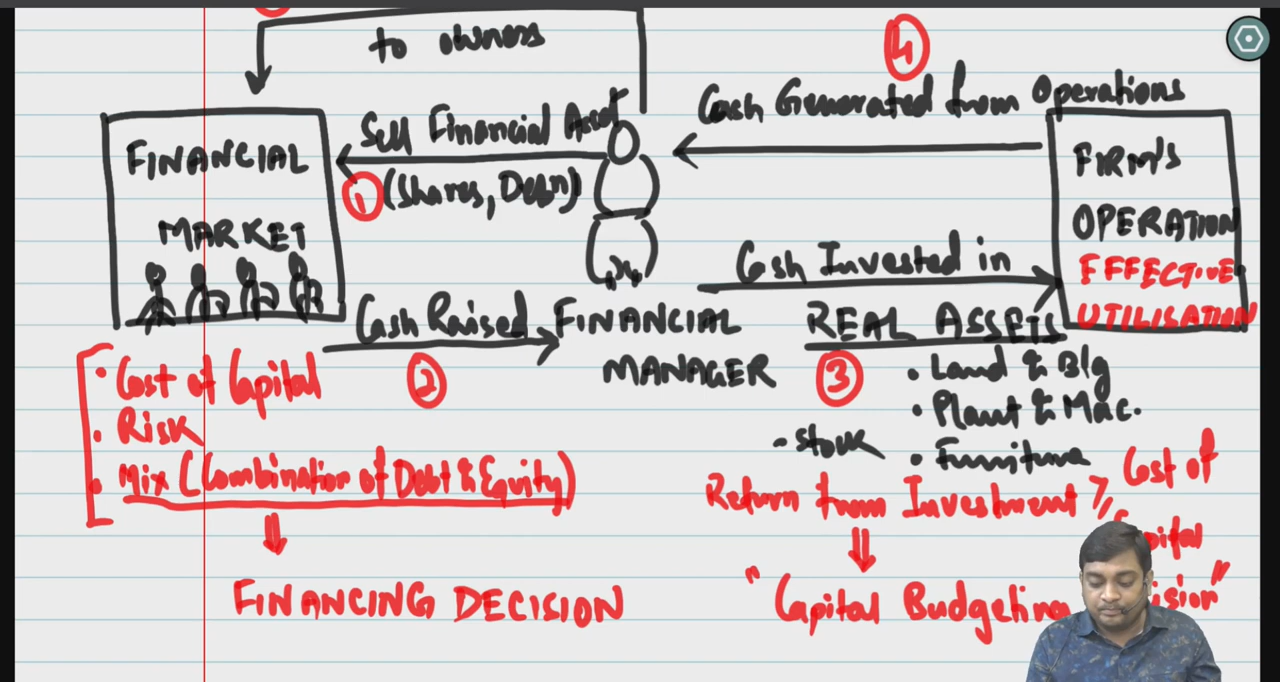 to owners
4
Cash Generated from Operations
Sell Financial Asset
FINANCIAL
MARKET
1 (Shares, Debn)
FIRM'S
OPERATION
EFFECTIVE
UTILISATION
Cash Invested in
REAL ASSETS
Cash Raised
2
FINANCIAL
MANAGER
3
• Land & Blg
• Plant & Mac.
• Stock
• Furniture
• Cost of Capital
• Risk
• Mix (Combination of Debt & Equity)
Return from Investment ≥ Cost of
FINANCING DECISION
"Capital Budgeting